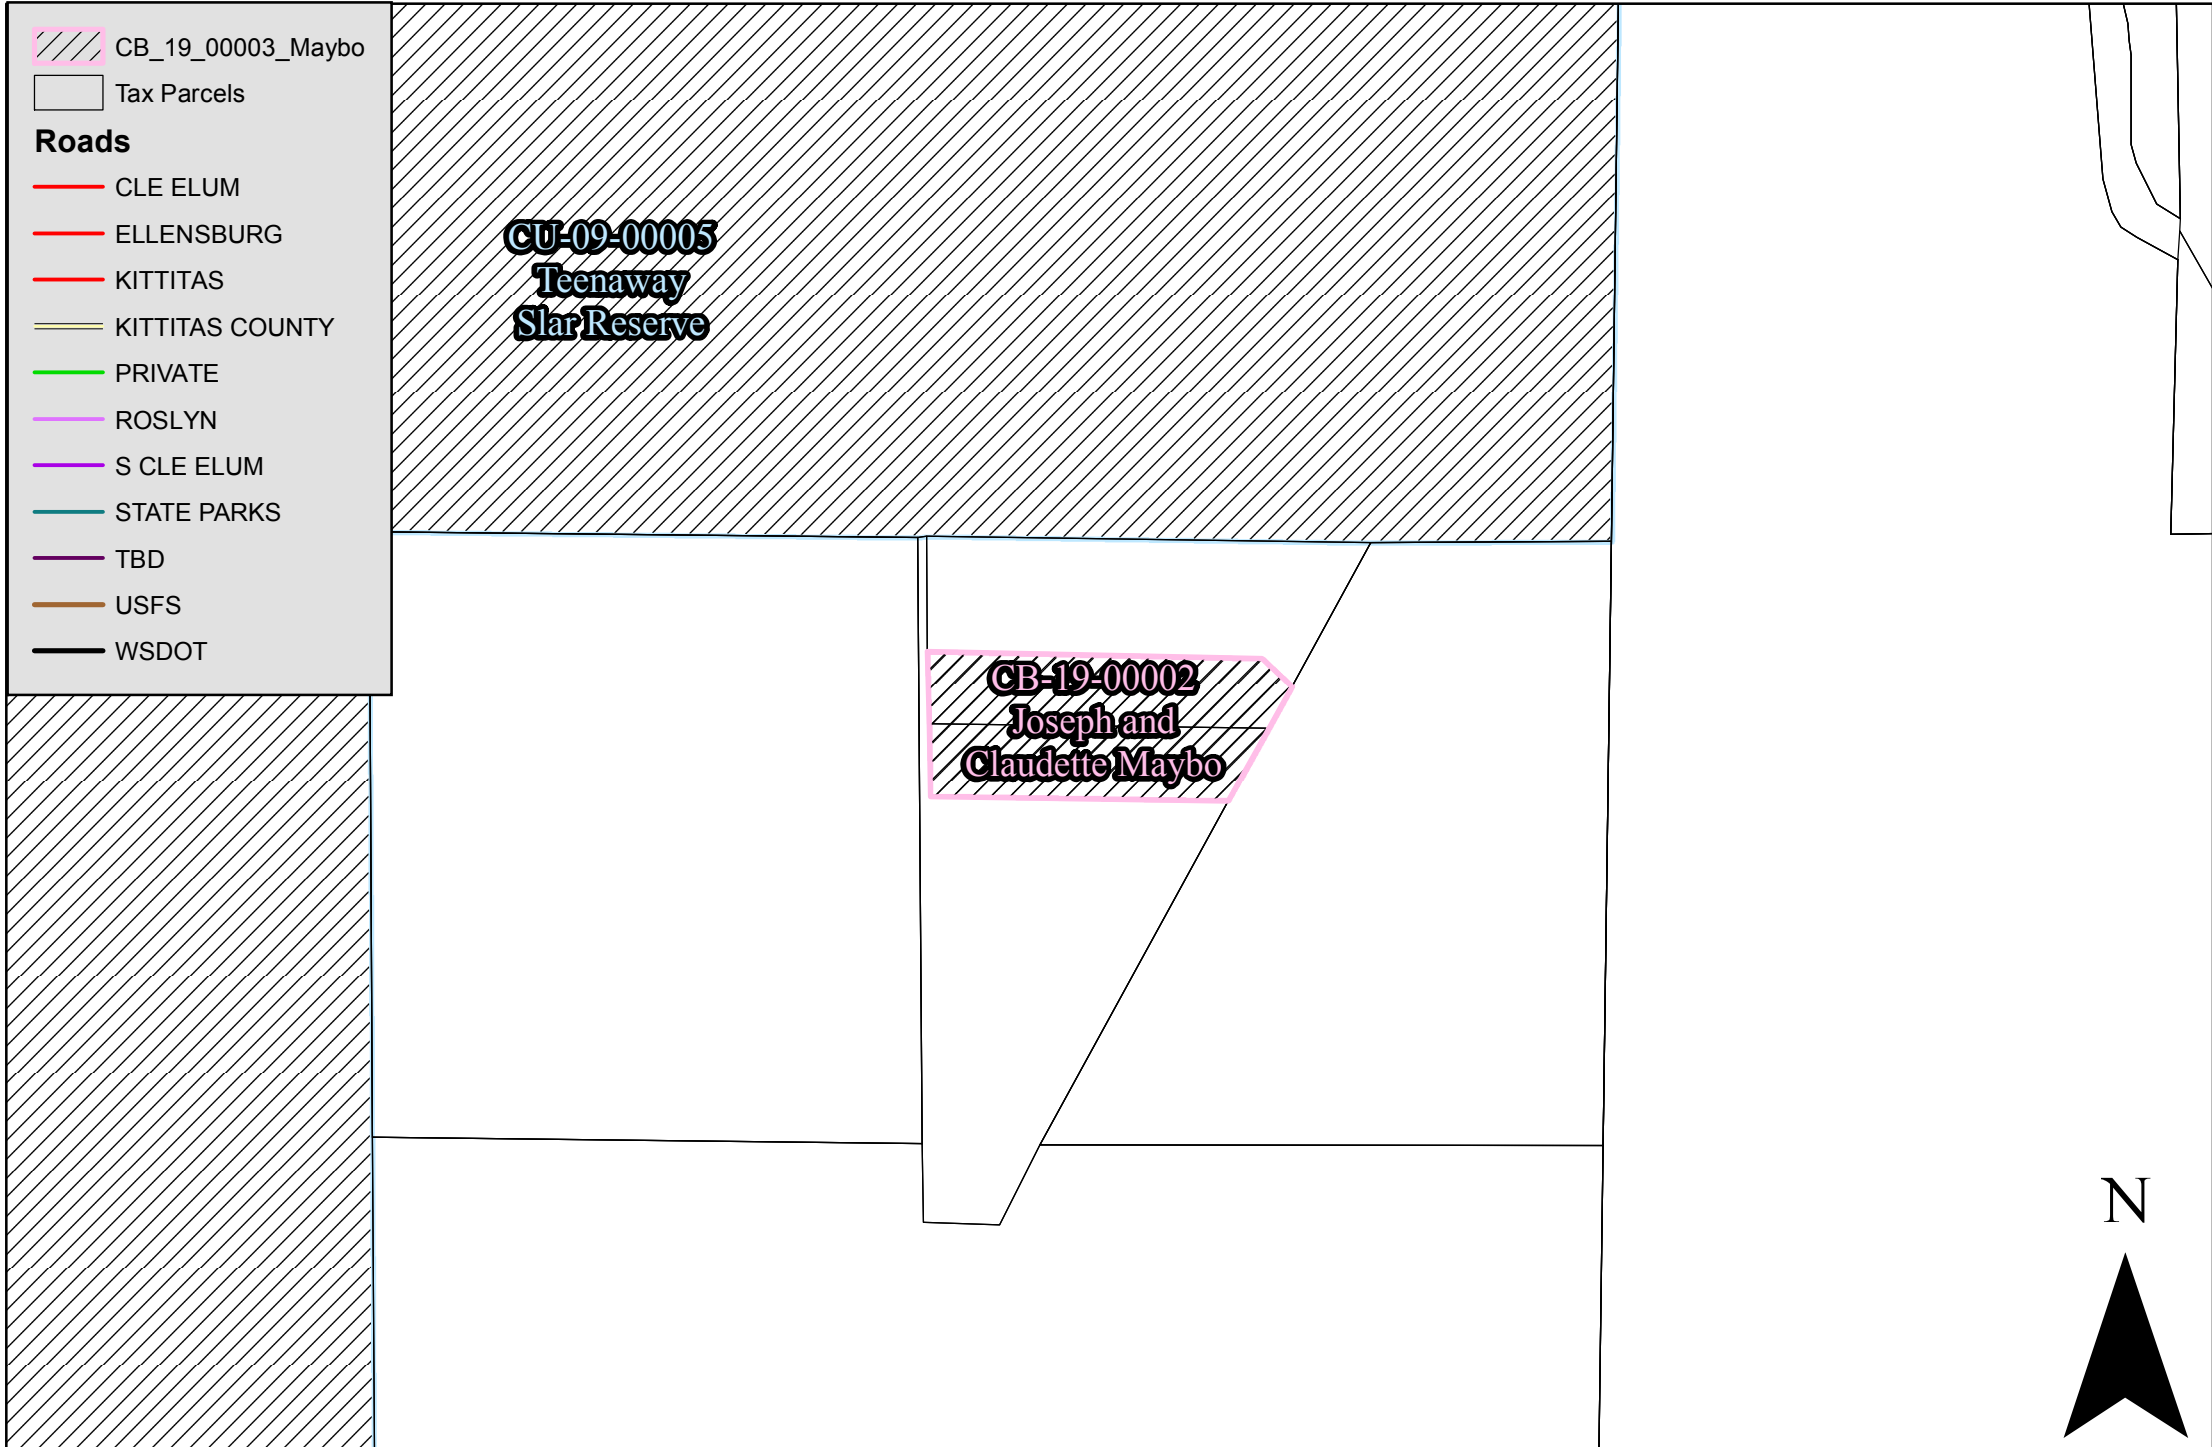 CB_19_00003_Maybo
Tax Parcels
Roads
CLE ELUM
ELLENSBURG
KITTITAS
KITTITAS COUNTY
PRIVATE
ROSLYN
S CLE ELUM
STATE PARKS
TBD
USFS
WSDOT
CU-09-00005
Teenaway
Slar Reserve
CB-19-00002
Joseph and
Claudette Maybo
N